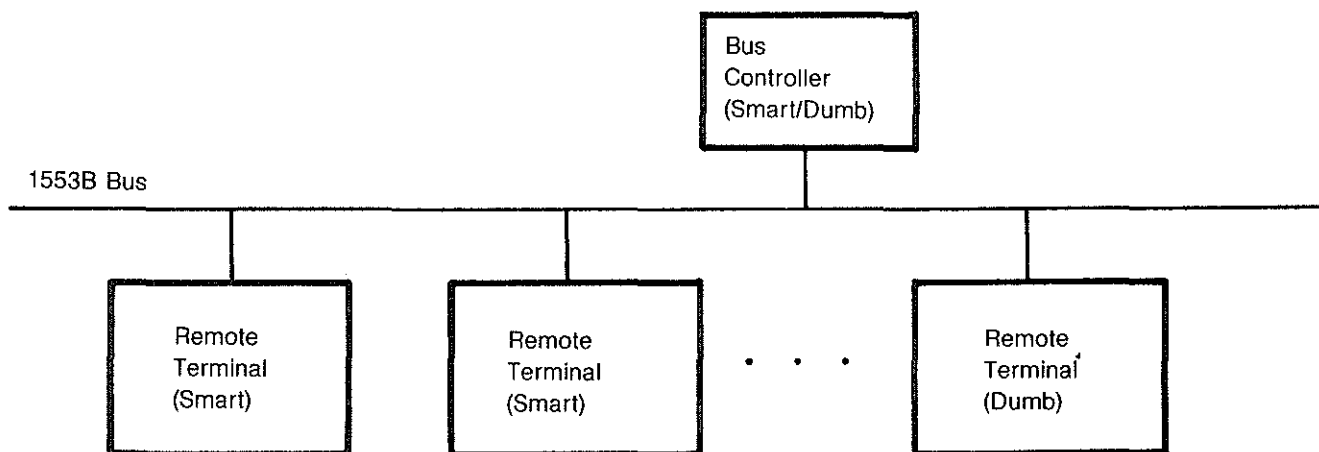 Bus
Controller
(Smart/Dumb)
1553B Bus
Remote
Terminal
(Smart)
Remote
Terminal
(Smart)
. . .
Remote
Terminal
(Dumb)